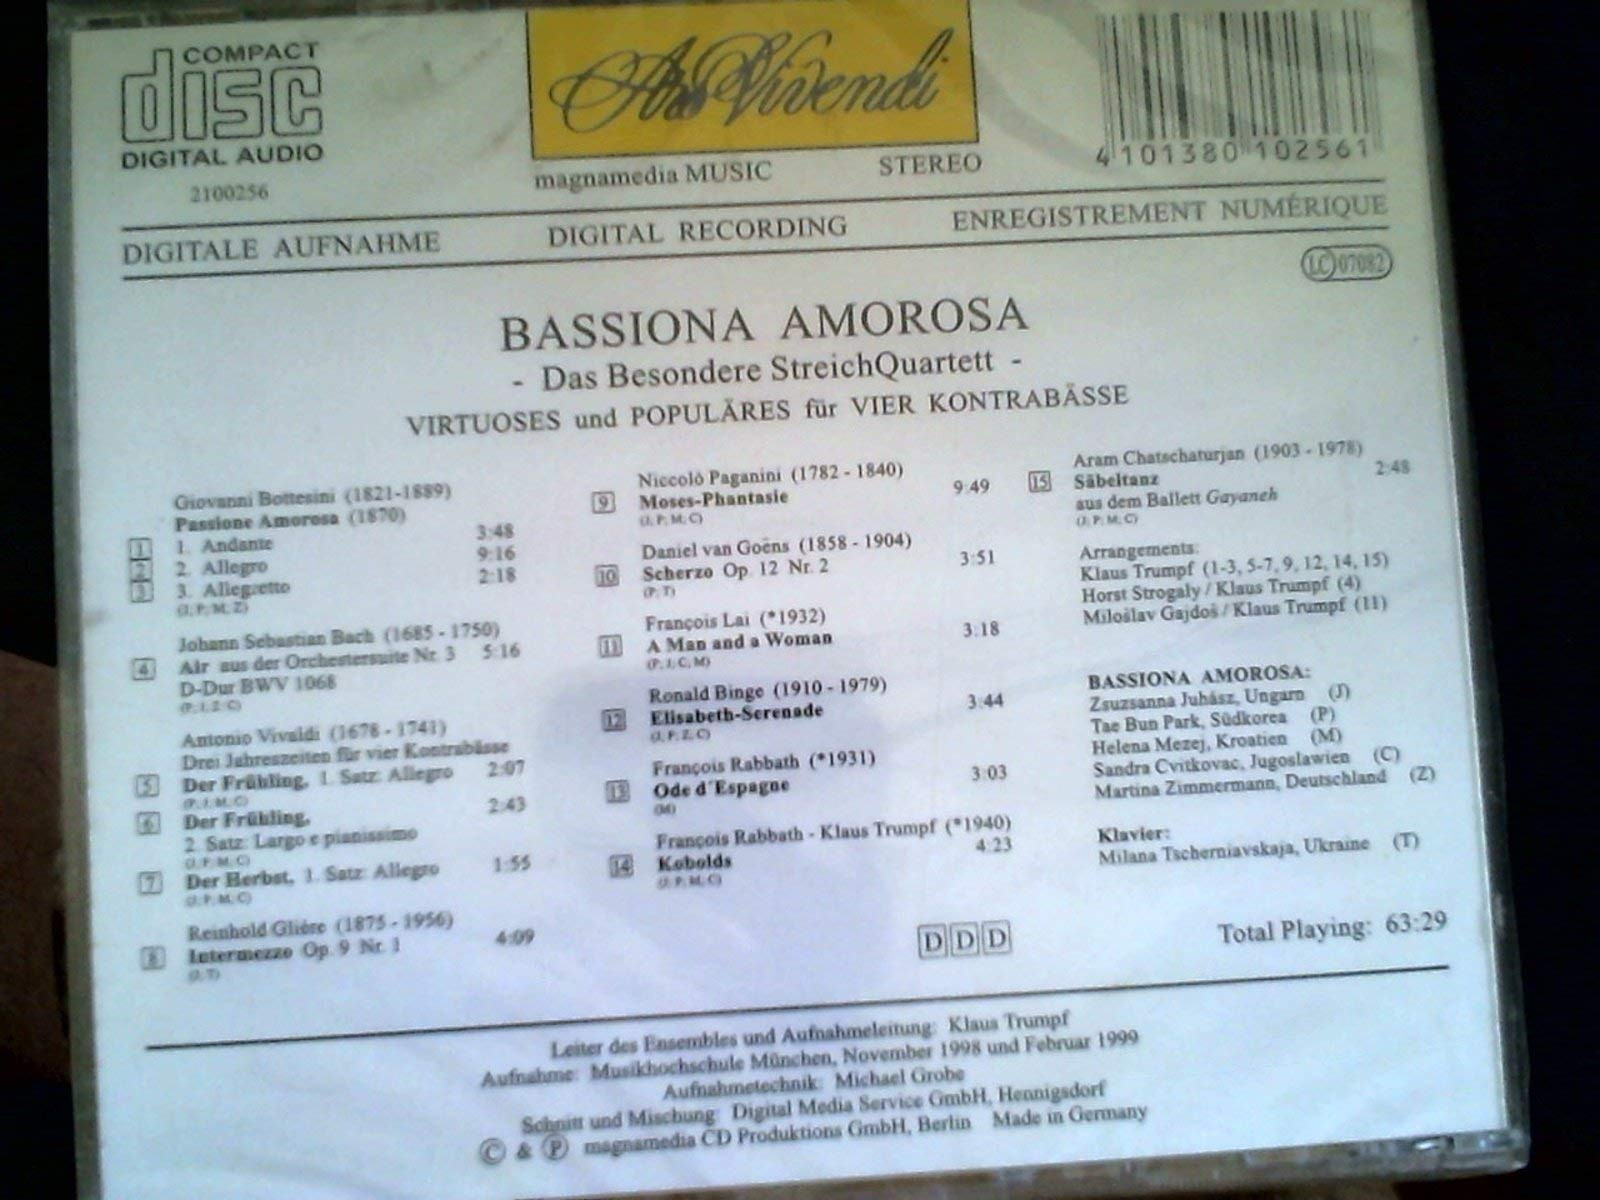 COMPACT
disc
DIGITAL AUDIO
2100256
Ars Vivendi
magnamedia MUSIC STEREO
4 101380 102561
DIGITALE AUFNAHME DIGITAL RECORDING ENREGISTREMENT NUMÉRIQUE
LC 07082
BASSIONA AMOROSA
- Das Besondere StreichQuartett -
VIRTUOSES und POPULÄRES für VIER KONTRABÄSSE
Giovanni Bottesini (1821-1889)
Passione Amorosa (1870)
1 1. Andante 3:48
2 2. Allegro 9:16
3 3. Allegretto 2:18
(J, P, M, Z)
Johann Sebastian Bach (1685 - 1750)
4 Air aus der Orchestersuite Nr. 3 5:16
D-Dur BWV 1068
(P, J, Z, C)
Antonio Vivaldi (1678 - 1741)
Drei Jahreszeiten für vier Kontrabässe
5 Der Frühling, 1. Satz: Allegro 2:07
(P, J, M, C)
6 Der Frühling, 2:43
2. Satz: Largo e pianissimo
(J, P, M, C)
7 Der Herbst, 1. Satz: Allegro 1:55
(J, P, M, C)
Reinhold Glière (1875 - 1956)
8 Intermezzo Op. 9 Nr. 1 4:09
(J, T)
Niccoló Paganini (1782 - 1840)
9 Moses-Phantasie 9:49
(J, P, M, C)
Daniel van Goëns (1858 - 1904)
10 Scherzo Op. 12 Nr. 2 3:51
(P, T)
François Lai (*1932)
11 A Man and a Woman 3:18
(P, J, C, M)
Ronald Binge (1910 - 1979)
12 Elisabeth-Serenade 3:44
(J, P, Z, C)
François Rabbath (*1931)
13 Ode d´Espagne 3:03
(M)
François Rabbath - Klaus Trumpf (*1940)
14 Kobolds 4:23
(J, P, M, C)
Aram Chatschaturjan (1903 - 1978)
15 Säbeltanz 2:48
aus dem Ballett Gayaneh
(J, P, M, C)
Arrangements:
Klaus Trumpf (1-3, 5-7, 9, 12, 14, 15)
Horst Strogaly / Klaus Trumpf (4)
Miloślav Gajdoš / Klaus Trumpf (11)
BASSIONA AMOROSA:
Zsuzsanna Juhász, Ungarn (J)
Tae Bun Park, Südkorea (P)
Helena Mezej, Kroatien (M)
Sandra Cvitkovac, Jugoslawien (C)
Martina Zimmermann, Deutschland (Z)
Klavier:
Milana Tscherniavskaja, Ukraine (T)
DDD
Total Playing: 63:29
Leiter des Ensembles und Aufnahmeleitung: Klaus Trumpf
Aufnahme: Musikhochschule München, November 1998 und Februar 1999
Aufnahmetechnik: Michael Grobe
Schnitt und Mischung: Digital Media Service GmbH, Hennigsdorf
© & ℗ magnamedia CD Produktions GmbH, Berlin Made in Germany